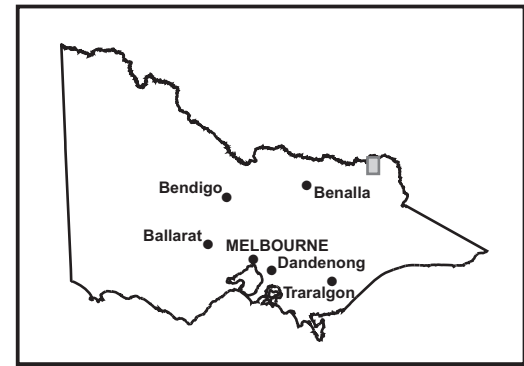 Bendigo
Benalla
Ballarat
MELBOURNE
Dandenong
Traralgon